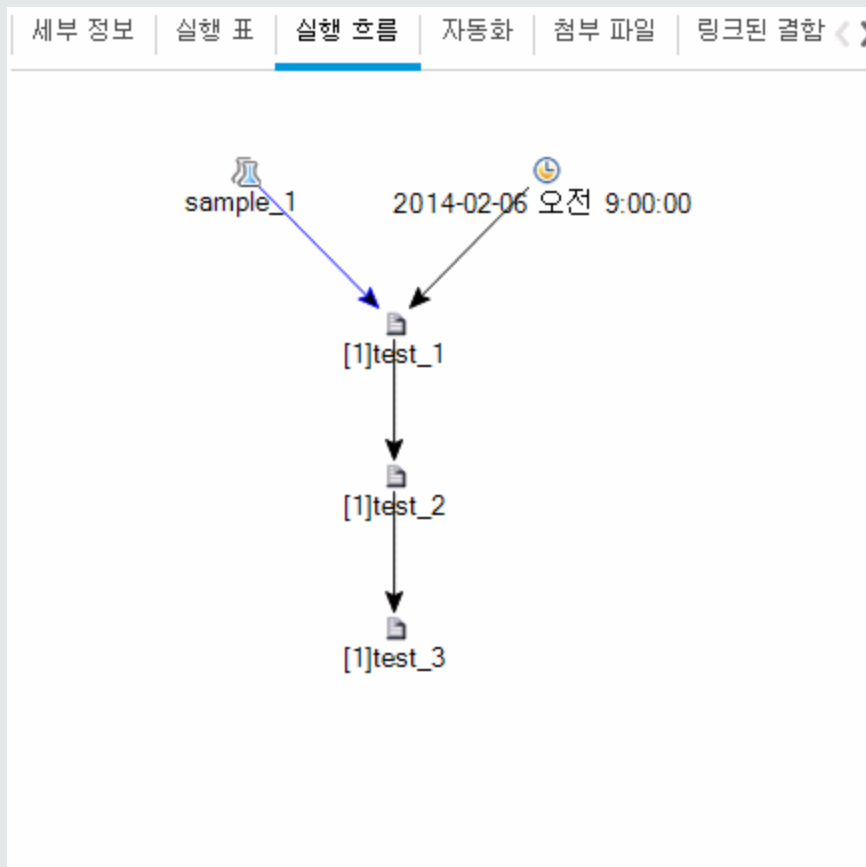 세부 정보 실행 표 실행 흐름 자동화 첨부 파일 링크된 결함
sample_1 2014-02-06 오전 9:00:00
[1]test_1
[1]test_2
[1]test_3